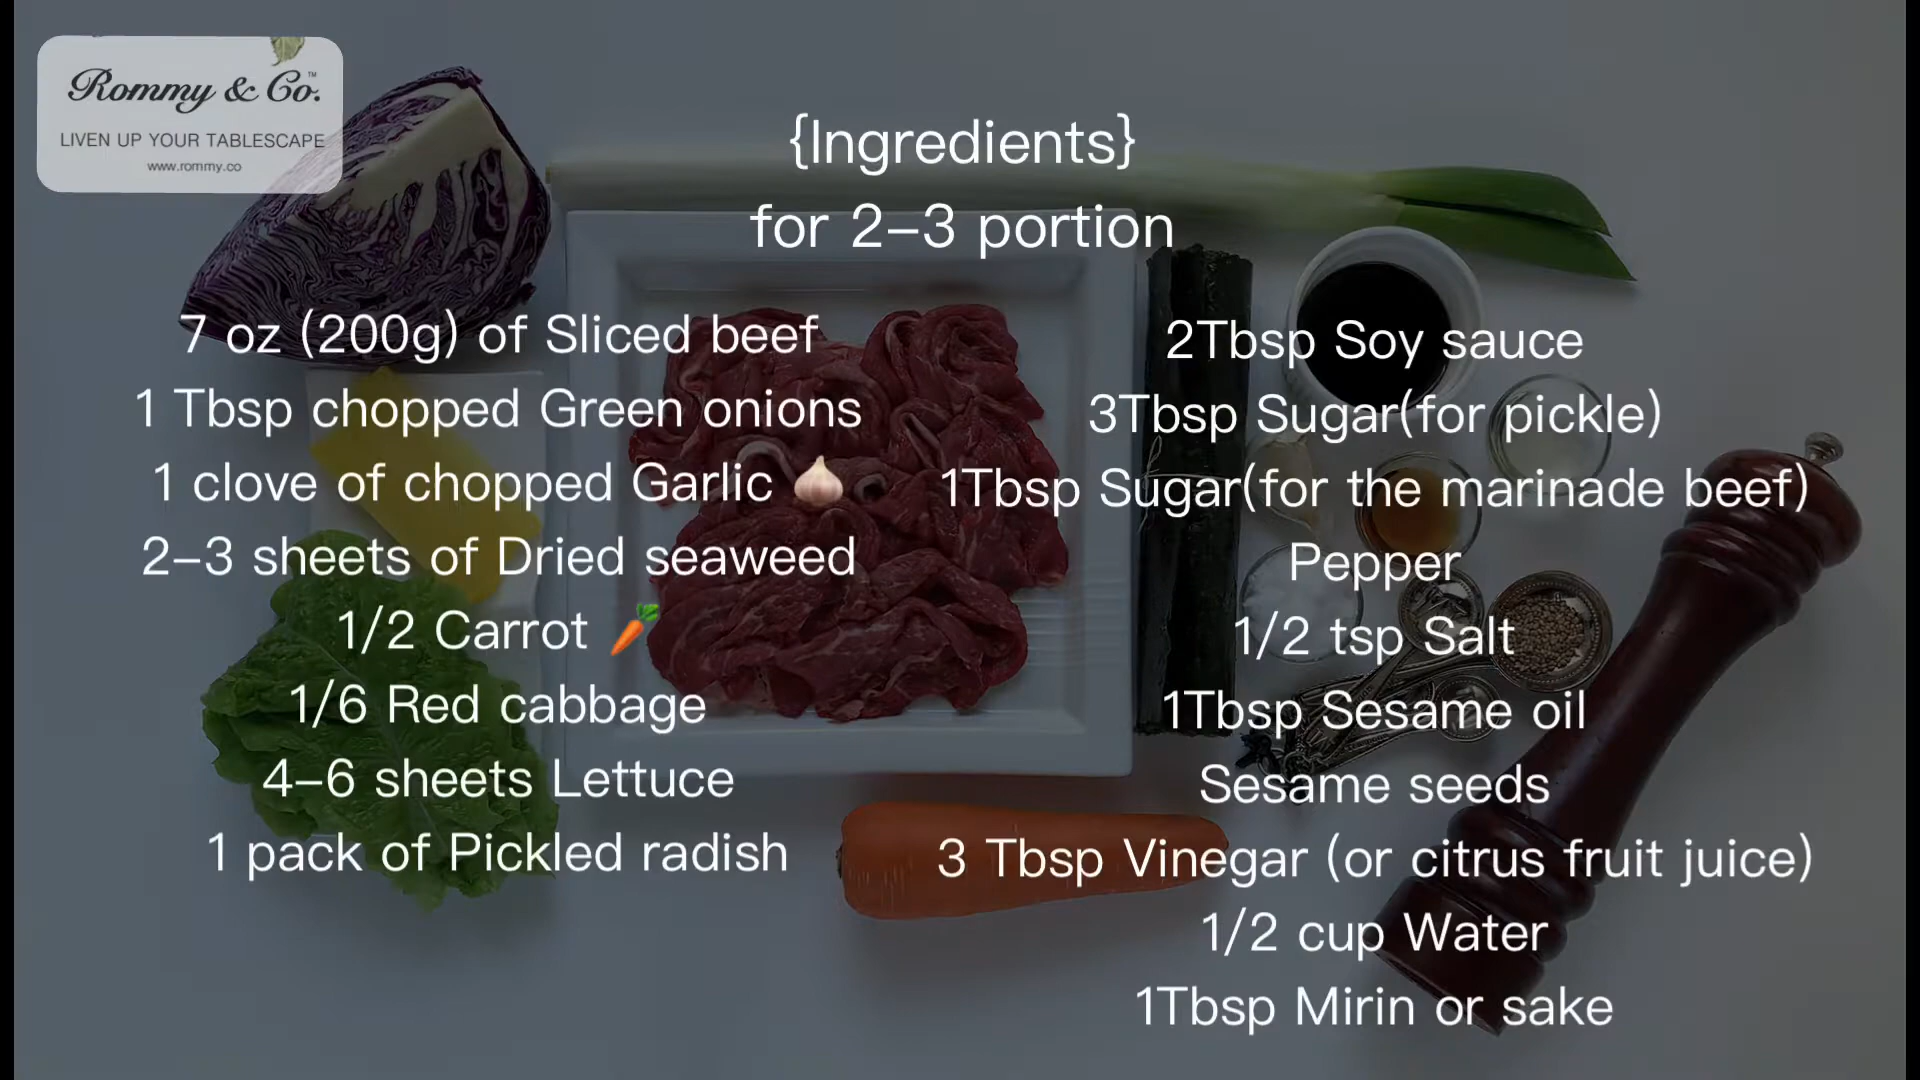 Rommy & Co.™
LIVEN UP YOUR TABLESCAPE
www.rommy.co
{Ingredients}
for 2–3 portion
7 oz (200g) of Sliced beef
1 Tbsp chopped Green onions
1 clove of chopped Garlic 🧄
2–3 sheets of Dried seaweed
1/2 Carrot 🥕
1/6 Red cabbage
4–6 sheets Lettuce
1 pack of Pickled radish
2Tbsp Soy sauce
3Tbsp Sugar(for pickle)
1Tbsp Sugar(for the marinade beef)
Pepper
1/2 tsp Salt
1Tbsp Sesame oil
Sesame seeds
3 Tbsp Vinegar (or citrus fruit juice)
1/2 cup Water
1Tbsp Mirin or sake